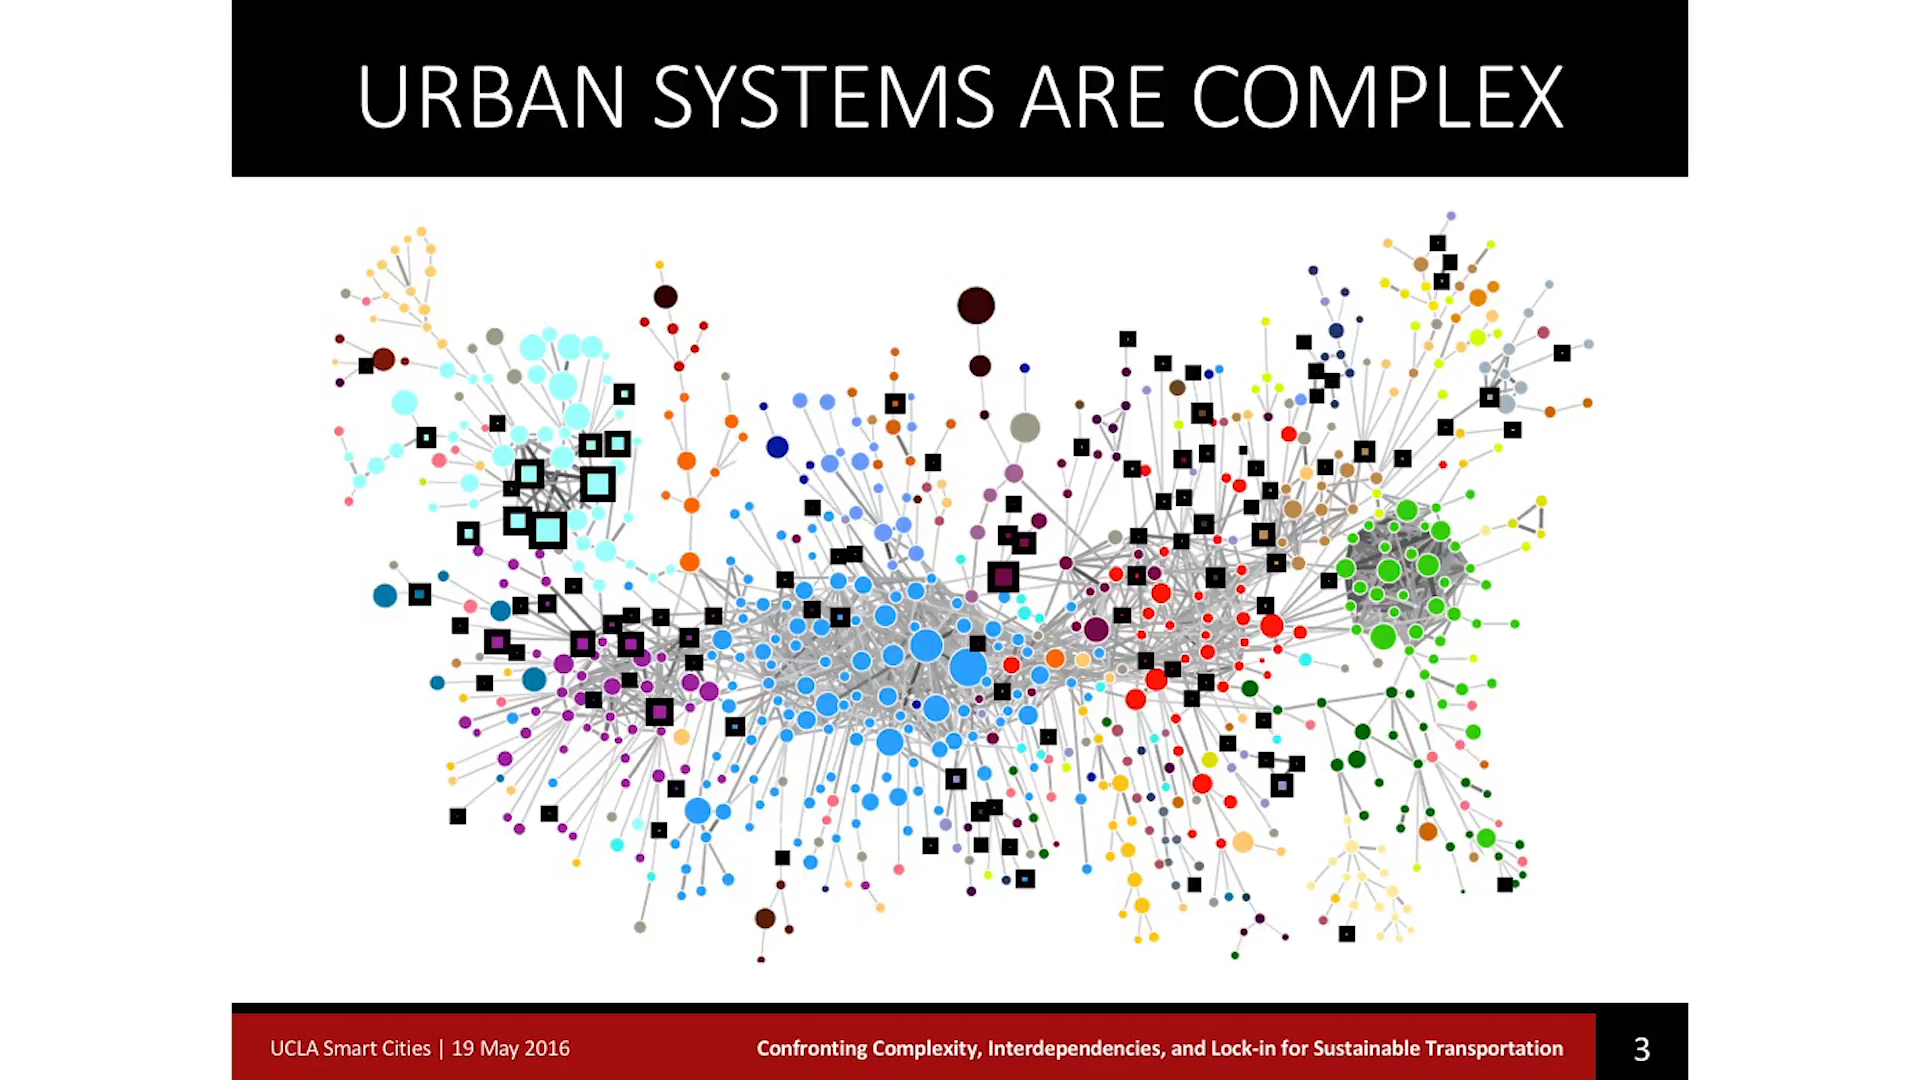 URBAN SYSTEMS ARE COMPLEX
UCLA Smart Cities | 19 May 2016
Confronting Complexity, Interdependencies, and Lock-in for Sustainable Transportation
3